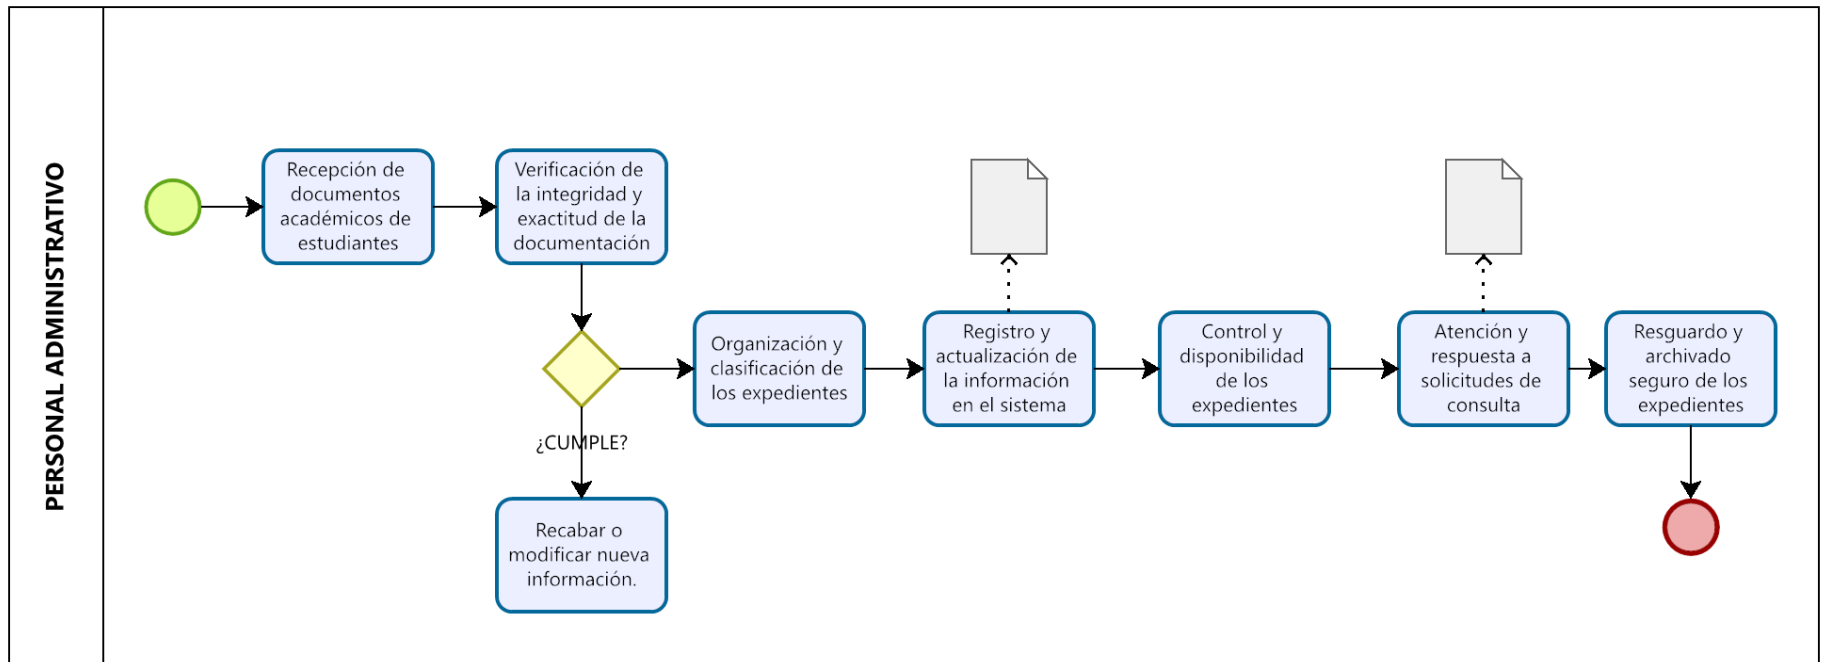 PERSONAL ADMINISTRATIVO
Recepción de
documentos
académicos de
estudiantes
Verificación de
la integridad y
exactitud de la
documentación
¿CUMPLE?
Recabar o
modificar nueva
información.
Organización y
clasificación de
los expedientes
Registro y
actualización de
la información
en el sistema
Control y
disponibilidad
de los
expedientes
Atención y
respuesta a
solicitudes de
consulta
Resguardo y
archivado
seguro de los
expedientes